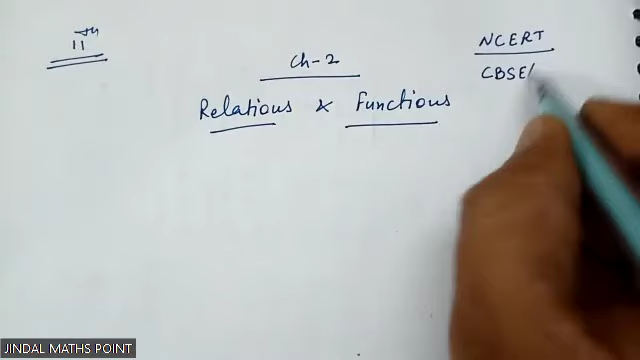 11th
Ch-2
NCERT
CBSE/
Relations & Functions
JINDAL MATHS POINT